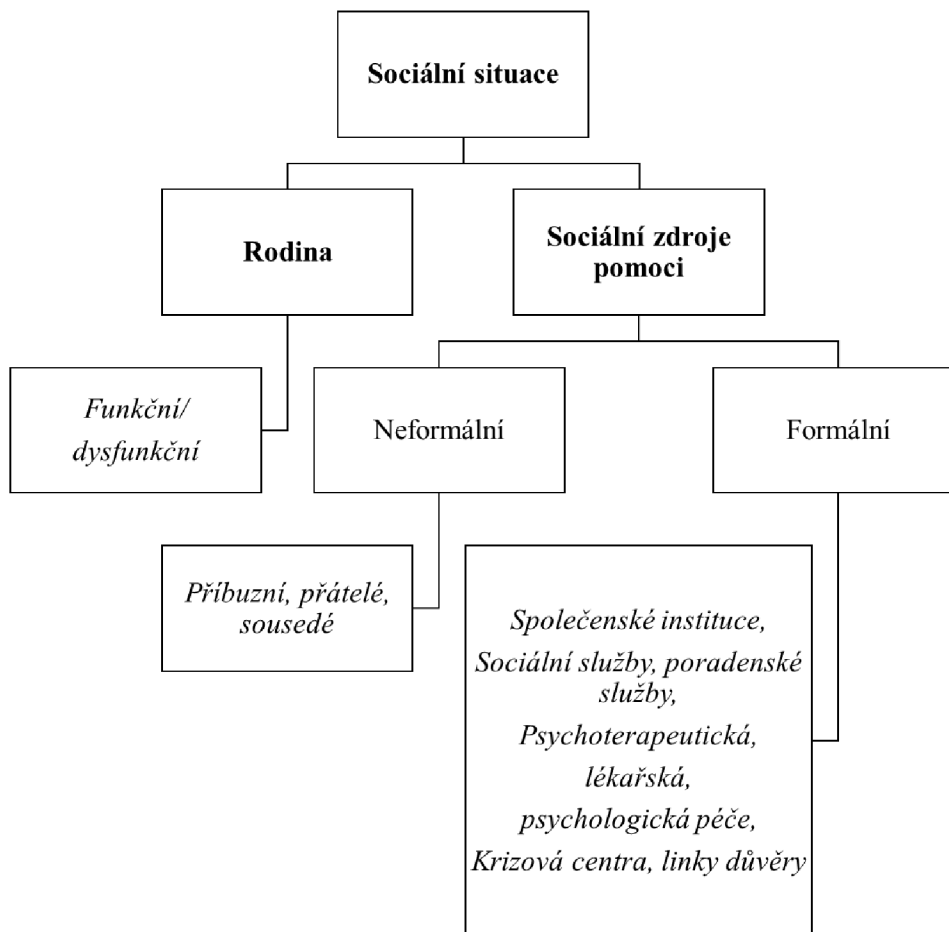 Sociální situace
Rodina
Sociální zdroje
pomoci
Funkční/
dysfunkční
Neformální
Formální
Příbuzní, přátelé,
sousedé
Společenské instituce,
Sociální služby, poradenské
služby,
Psychoterapeutická,
lékařská,
psychologická péče,
Krizová centra, linky důvěry